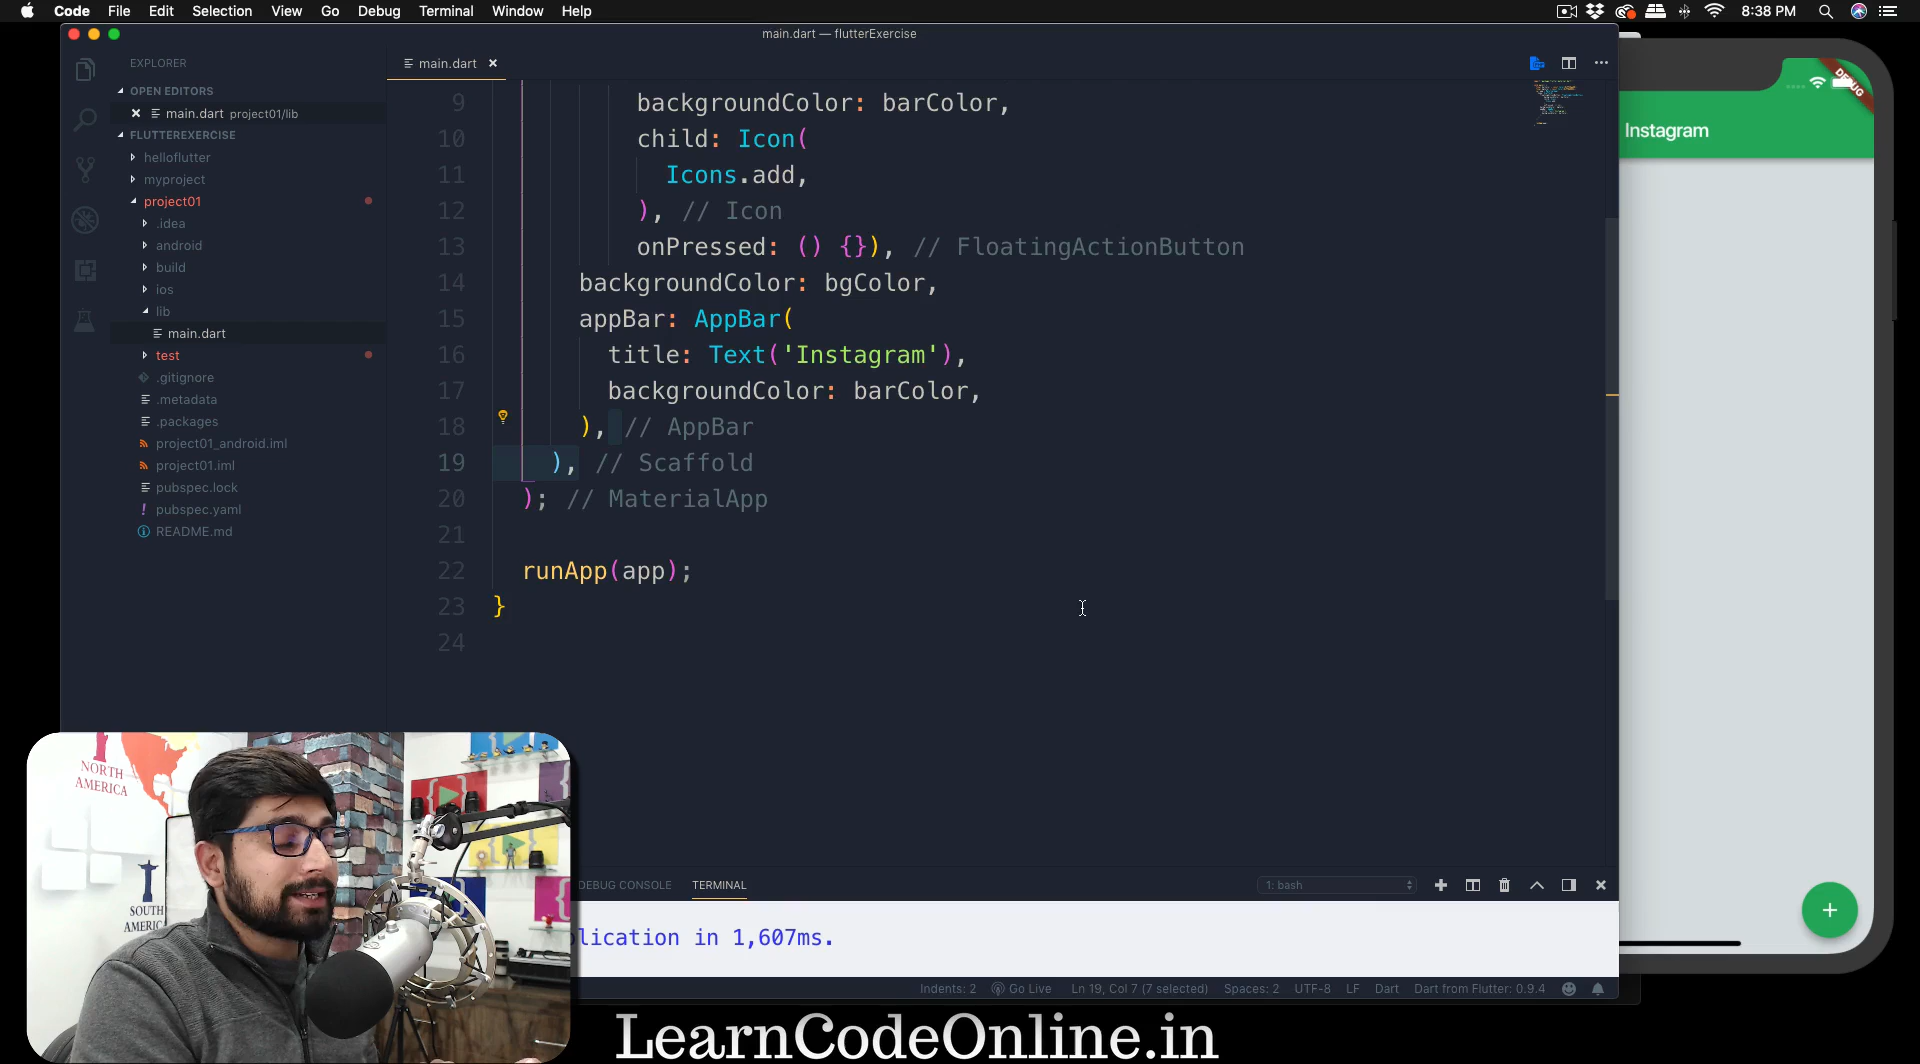 Code File Edit Selection View Go Debug Terminal Window Help
8:38 PM
main.dart — flutterExercise
EXPLORER
OPEN EDITORS
main.dart project01/lib
FLUTTEREXERCISE
helloflutter
myproject
project01
.idea
android
build
ios
lib
main.dart
test
.gitignore
.metadata
.packages
project01_android.iml
project01.iml
pubspec.lock
pubspec.yaml
README.md
main.dart
9 backgroundColor: barColor,
10 child: Icon(
11 Icons.add,
12 ), // Icon
13 onPressed: () {}), // FloatingActionButton
14 backgroundColor: bgColor,
15 appBar: AppBar(
16 title: Text('Instagram'),
17 backgroundColor: barColor,
18 ), // AppBar
19 ), // Scaffold
20 ); // MaterialApp
21
22 runApp(app);
23 }
24
DEBUG CONSOLE TERMINAL
1: bash
plication in 1,607ms.
Indents: 2 Go Live Ln 19, Col 7 (7 selected) Spaces: 2 UTF-8 LF Dart Dart from Flutter: 0.9.4
DEBUG
Instagram
+
NORTH
AMERICA
SOUTH
AMERICA
LearnCodeOnline.in